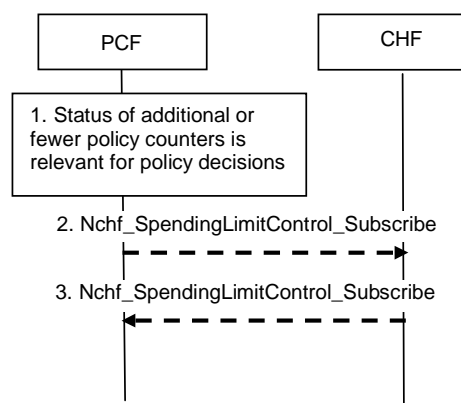 PCF
CHF
1. Status of additional or
fewer policy counters is
relevant for policy decisions
2. Nchf_SpendingLimitControl_Subscribe
3. Nchf_SpendingLimitControl_Subscribe